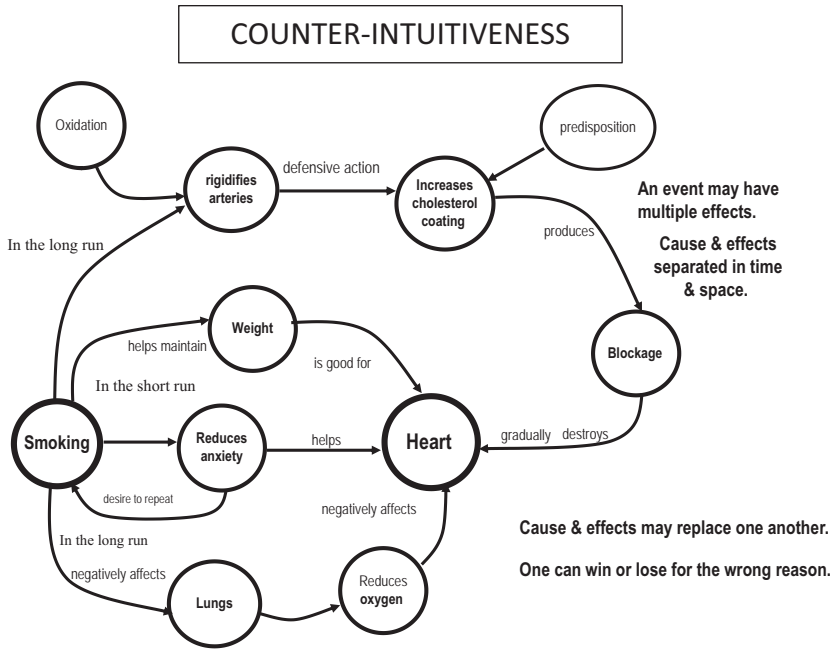 COUNTER-INTUITIVENESS
Oxidation
predisposition
rigidifies
arteries
defensive action
Increases
cholesterol
coating
An event may have
multiple effects.
In the long run
produces
Cause & effects
separated in time
& space.
Weight
helps maintain
is good for
Blockage
In the short run
Smoking
Reduces
anxiety
helps
Heart
gradually destroys
desire to repeat
negatively affects
In the long run
negatively affects
Cause & effects may replace one another.
One can win or lose for the wrong reason.
Lungs
Reduces
oxygen